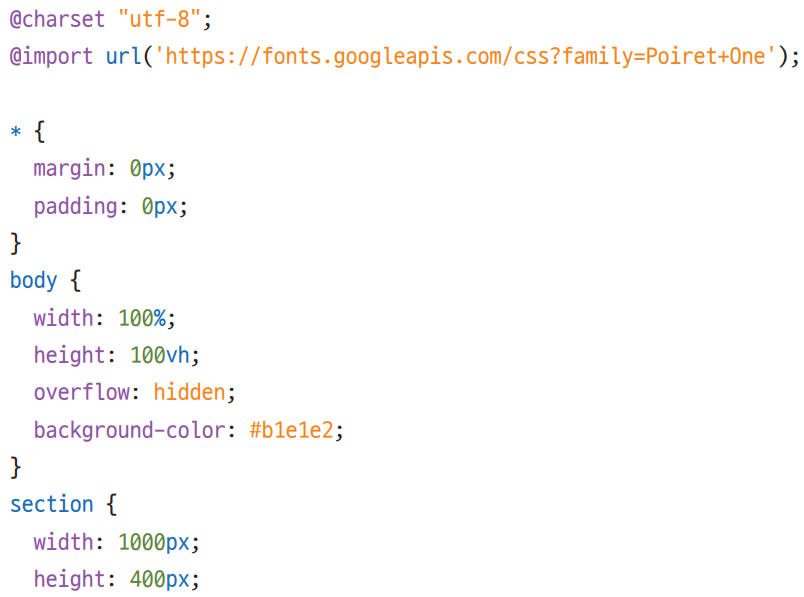 @charset "utf-8";
@import url('https://fonts.googleapis.com/css?family=Poiret+One');

* {
  margin: 0px;
  padding: 0px;
}
body {
  width: 100%;
  height: 100vh;
  overflow: hidden;
  background-color: #b1e1e2;
}
section {
  width: 1000px;
  height: 400px;